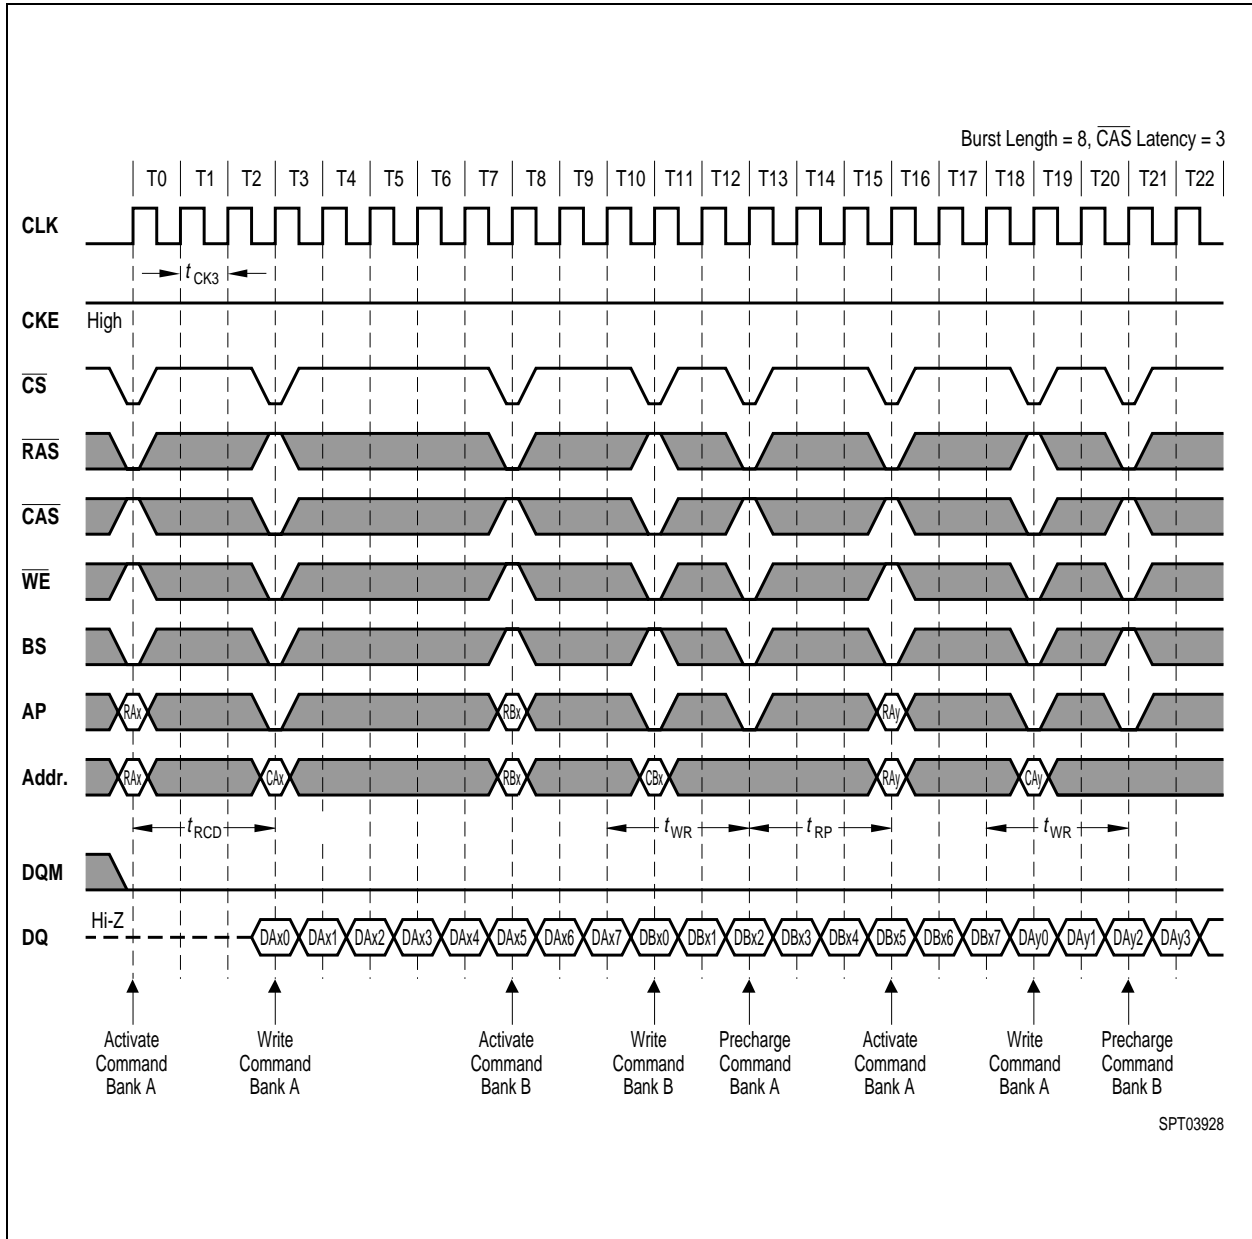 Burst Length = 8, CAS Latency = 3
T0 T1 T2 T3 T4 T5 T6 T7 T8 T9 T10 T11 T12 T13 T14 T15 T16 T17 T18 T19 T20 T21 T22
CLK
t CK3
CKE High
CS
RAS
CAS
WE
BS
AP RAx RBx RAy
Addr. RAx CAx RBx CBx RAy CAy
tRCD tWR tRP tWR
DQM
Hi-Z
DQ DAx0 DAx1 DAx2 DAx3 DAx4 DAx5 DAx6 DAx7 DBx0 DBx1 DBx2 DBx3 DBx4 DBx5 DBx6 DBx7 DAy0 DAy1 DAy2 DAy3
Activate Command Bank A
Write Command Bank A
Activate Command Bank B
Write Command Bank B
Precharge Command Bank A
Activate Command Bank A
Write Command Bank A
Precharge Command Bank B
SPT03928